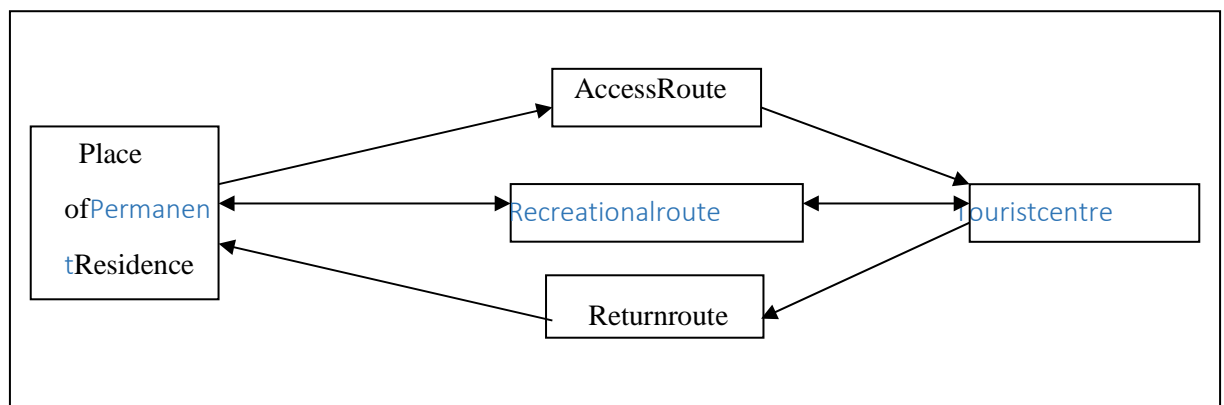 AccessRoute
Place
ofPermanen
tResidence
Recreationalroute
Touristcentre
Returnroute